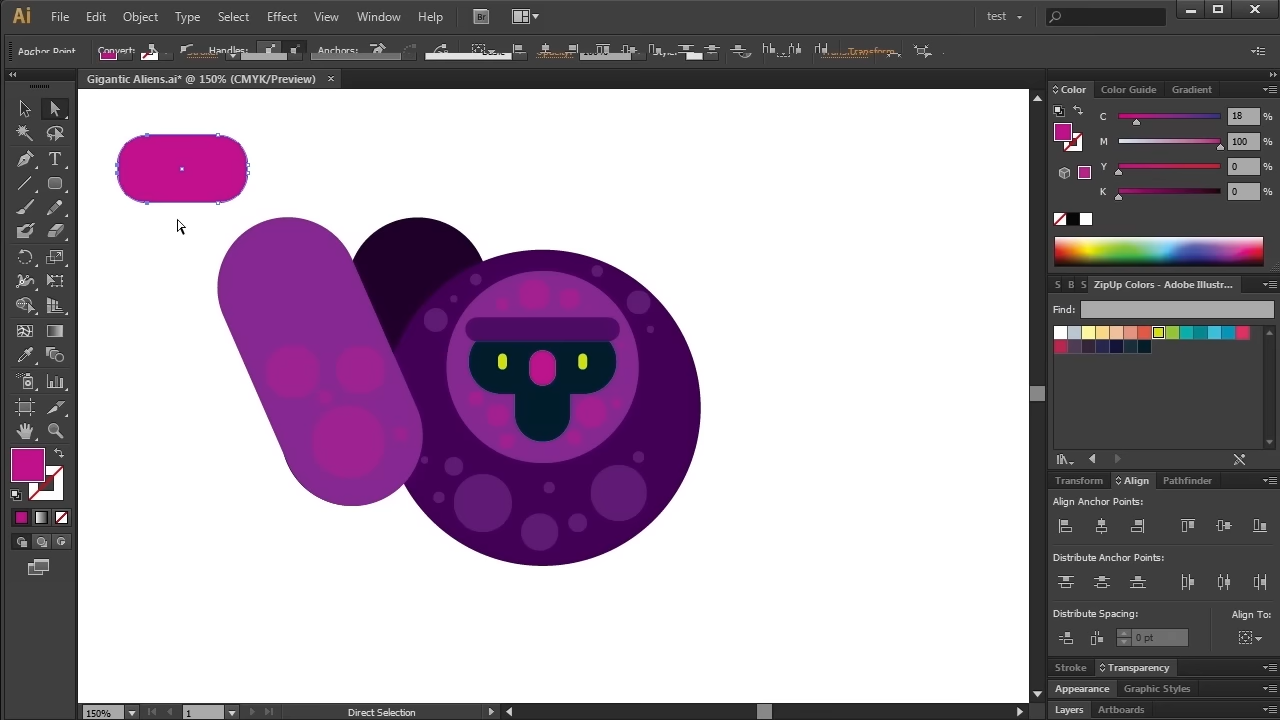 Ai File Edit Object Type Select Effect View Window Help Br test
Anchor Point Convert: Handles: Anchors: Transform
Gigantic Aliens.ai* @ 150% (CMYK/Preview) ×
Color Color Guide Gradient
C 18 %
M 100 %
Y 0 %
K 0 %
S B S ZipUp Colors - Adobe Illustr...
Find:
Transform Align Pathfinder
Align Anchor Points:
Distribute Anchor Points:
Distribute Spacing: Align To:
0 pt
Stroke Transparency
Appearance Graphic Styles
Layers Artboards
150% 1 Direct Selection